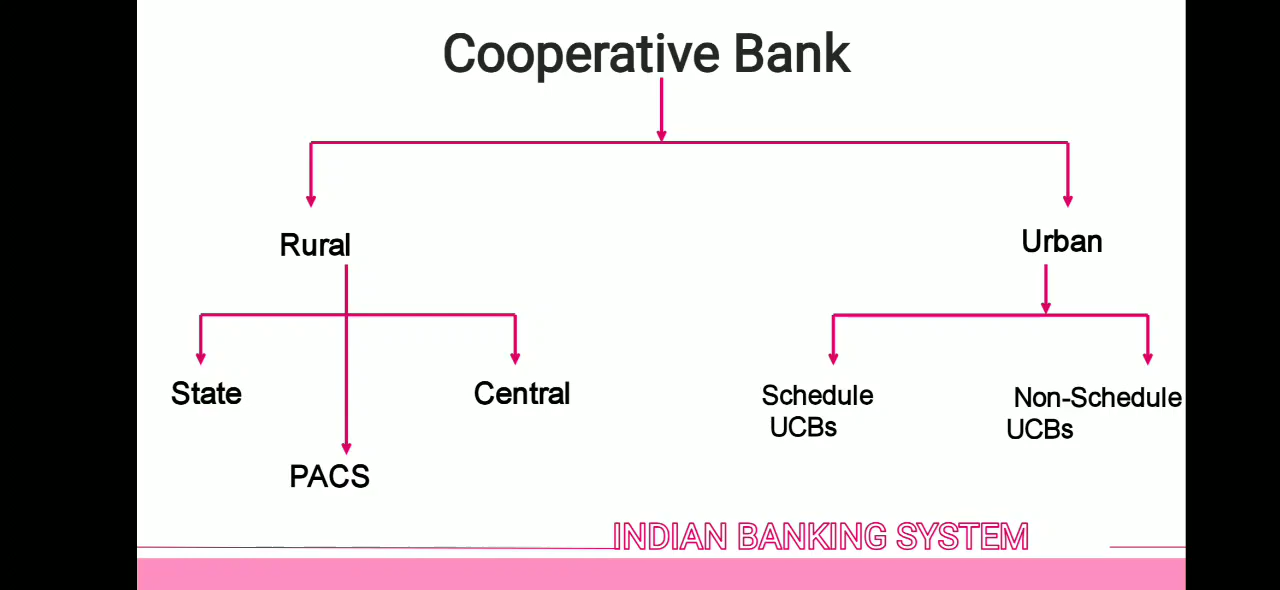 Cooperative Bank
Rural
Urban
State
Central
PACS
Schedule
UCBs
Non-Schedule
UCBs
INDIAN BANKING SYSTEM